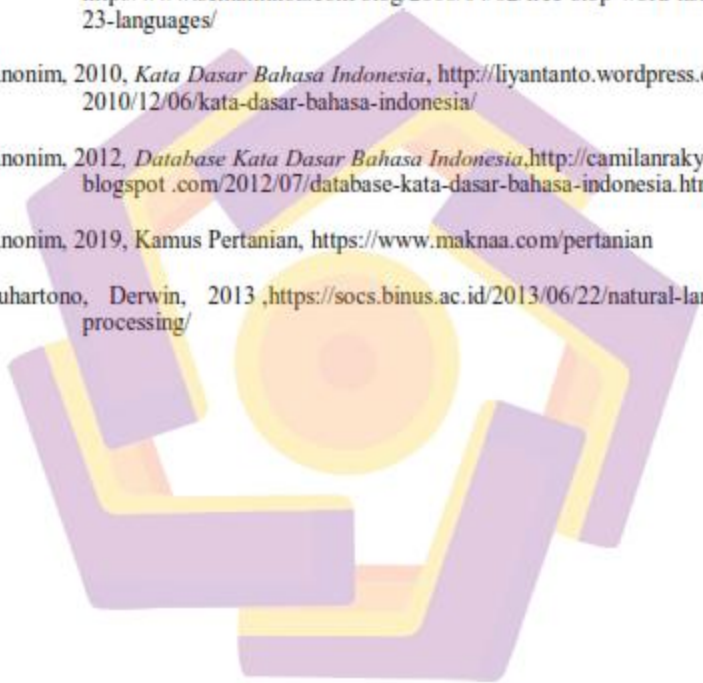 23-languages/
nonim, 2010, Kata Dasar Bahasa Indonesia, http://liyantanto.wordpress.
2010/12/06/kata-dasar-bahasa-indonesia/
nonim, 2012, Database Kata Dasar Bahasa Indonesia,http://camilanraky
blogspot .com/2012/07/database-kata-dasar-bahasa-indonesia.htm
nonim, 2019, Kamus Pertanian, https://www.maknaa.com/pertanian
uhartono, Derwin, 2013 ,https://socs.binus.ac.id/2013/06/22/natural-lan
processing/